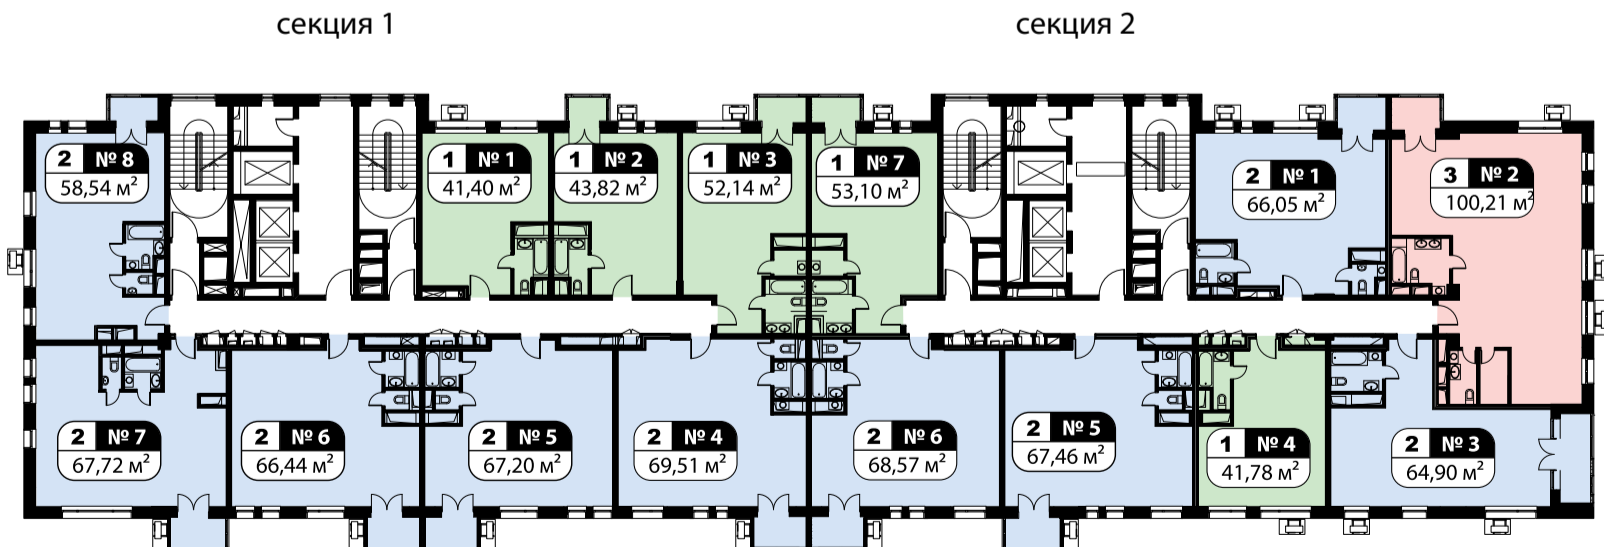 секция 1
секция 2
2 № 8
58,54 м²
1 № 1
41,40 м²
1 № 2
43,82 м²
1 № 3
52,14 м²
1 № 7
53,10 м²
2 № 1
66,05 м²
3 № 2
100,21 м²
2 № 7
67,72 м²
2 № 6
66,44 м²
2 № 5
67,20 м²
2 № 4
69,51 м²
2 № 6
68,57 м²
2 № 5
67,46 м²
1 № 4
41,78 м²
2 № 3
64,90 м²